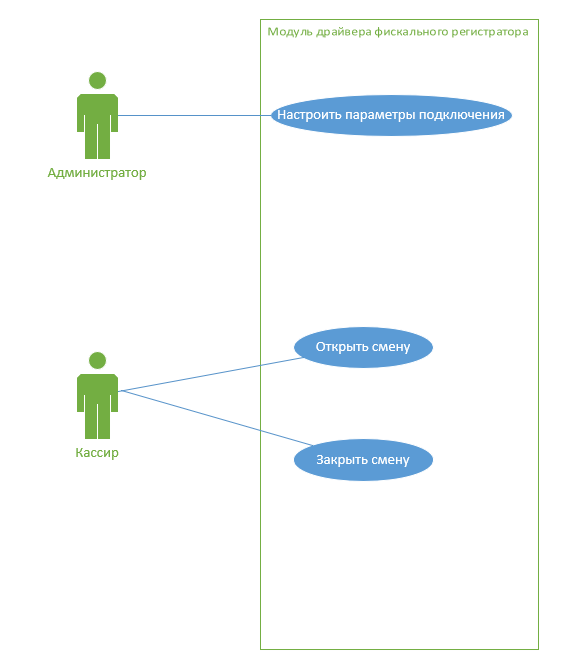 Модуль драйвера фискального регистратора
Настроить параметры подключения
Администратор
Открыть смену
Кассир
Закрыть смену